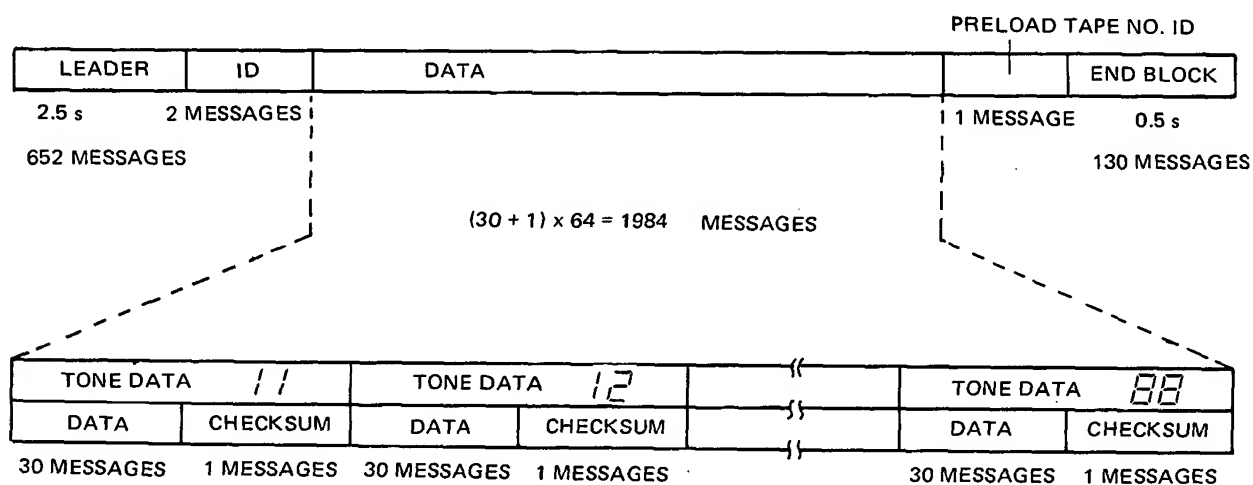 PRELOAD TAPE NO. ID
LEADER ID DATA END BLOCK
2.5 s 2 MESSAGES 1 MESSAGE 0.5 s
652 MESSAGES 130 MESSAGES
(30 + 1) x 64 = 1984 MESSAGES
TONE DATA 11 TONE DATA 12 TONE DATA 88
DATA CHECKSUM DATA CHECKSUM DATA CHECKSUM
30 MESSAGES 1 MESSAGES 30 MESSAGES 1 MESSAGES 30 MESSAGES 1 MESSAGES